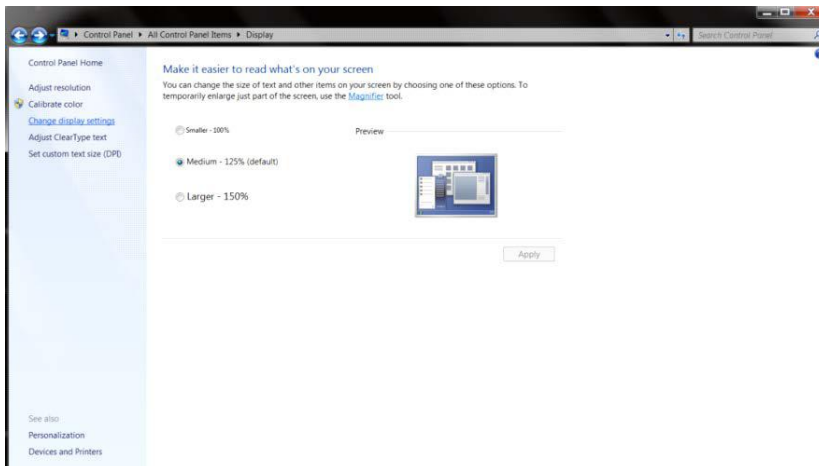 Control Panel ▸ All Control Panel Items ▸ Display
Search Control Panel
Control Panel Home
Adjust resolution
Calibrate color
Change display settings
Adjust ClearType text
Set custom text size (DPI)
Make it easier to read what's on your screen
You can change the size of text and other items on your screen by choosing one of these options. To
temporarily enlarge just part of the screen, use the Magnifier tool.
Smaller - 100%
Preview
Medium - 125% (default)
Larger - 150%
Apply
See also
Personalization
Devices and Printers